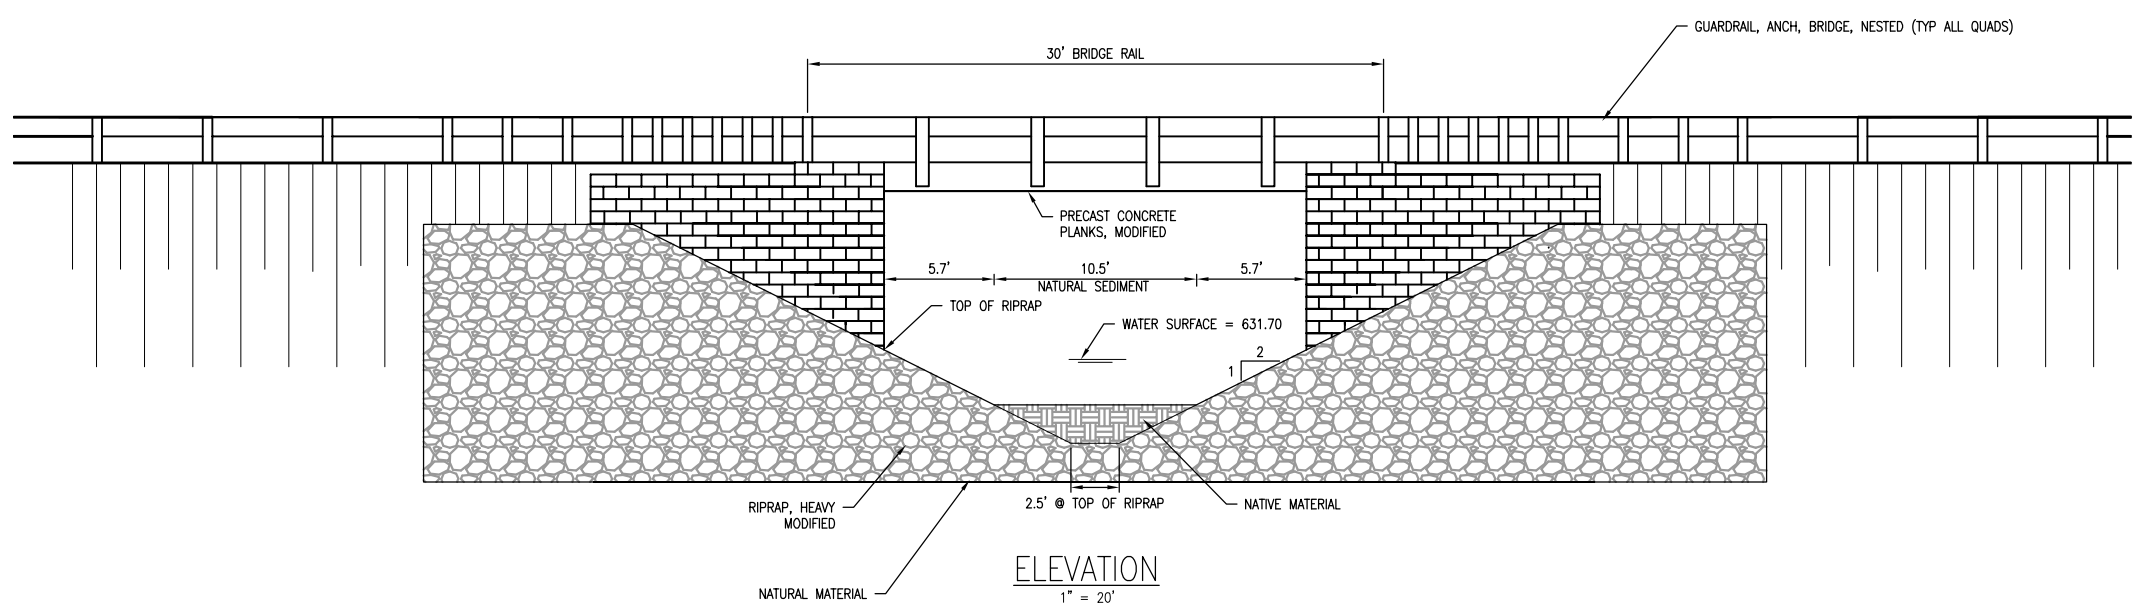 GUARDRAIL, ANCH, BRIDGE, NESTED (TYP ALL QUADS)
30' BRIDGE RAIL
PRECAST CONCRETE
PLANKS, MODIFIED
5.7' 10.5' 5.7'
NATURAL SEDIMENT
TOP OF RIPRAP
WATER SURFACE = 631.70
2
1
RIPRAP, HEAVY
MODIFIED
2.5' @ TOP OF RIPRAP
NATIVE MATERIAL
NATURAL MATERIAL
ELEVATION
1" = 20'